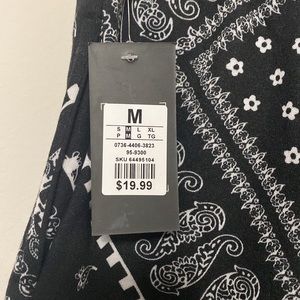 M
S M L XL
P M G TG
0736-4406-3823
95-9300
SKU 64495104
$19.99